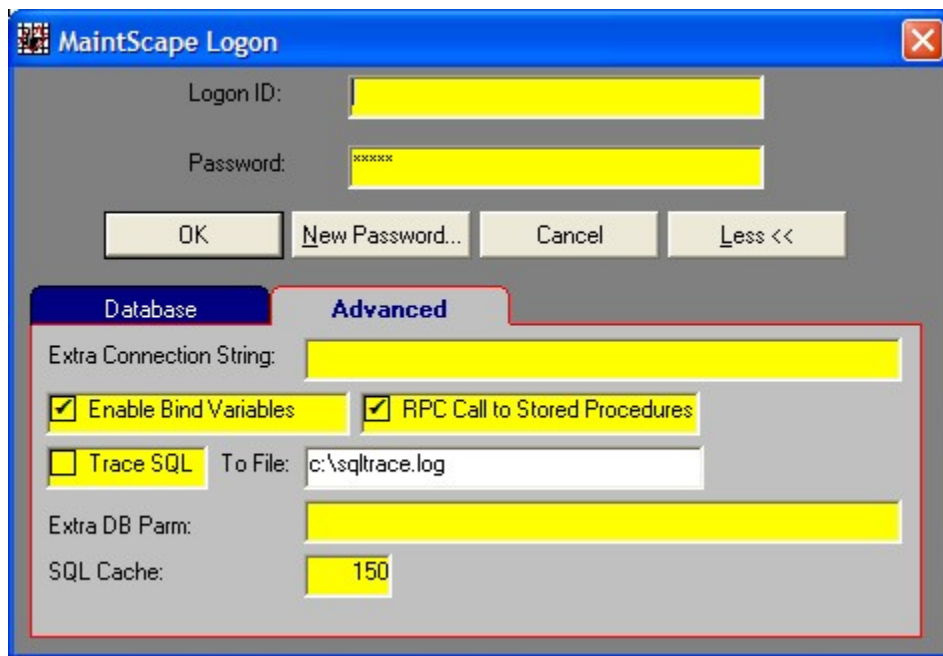 MaintScape Logon
Logon ID:
Password: *****
OK New Password... Cancel Less <<
Database Advanced
Extra Connection String:
Enable Bind Variables RPC Call to Stored Procedures
Trace SQL To File: c:\sqltrace.log
Extra DB Parm:
SQL Cache: 150